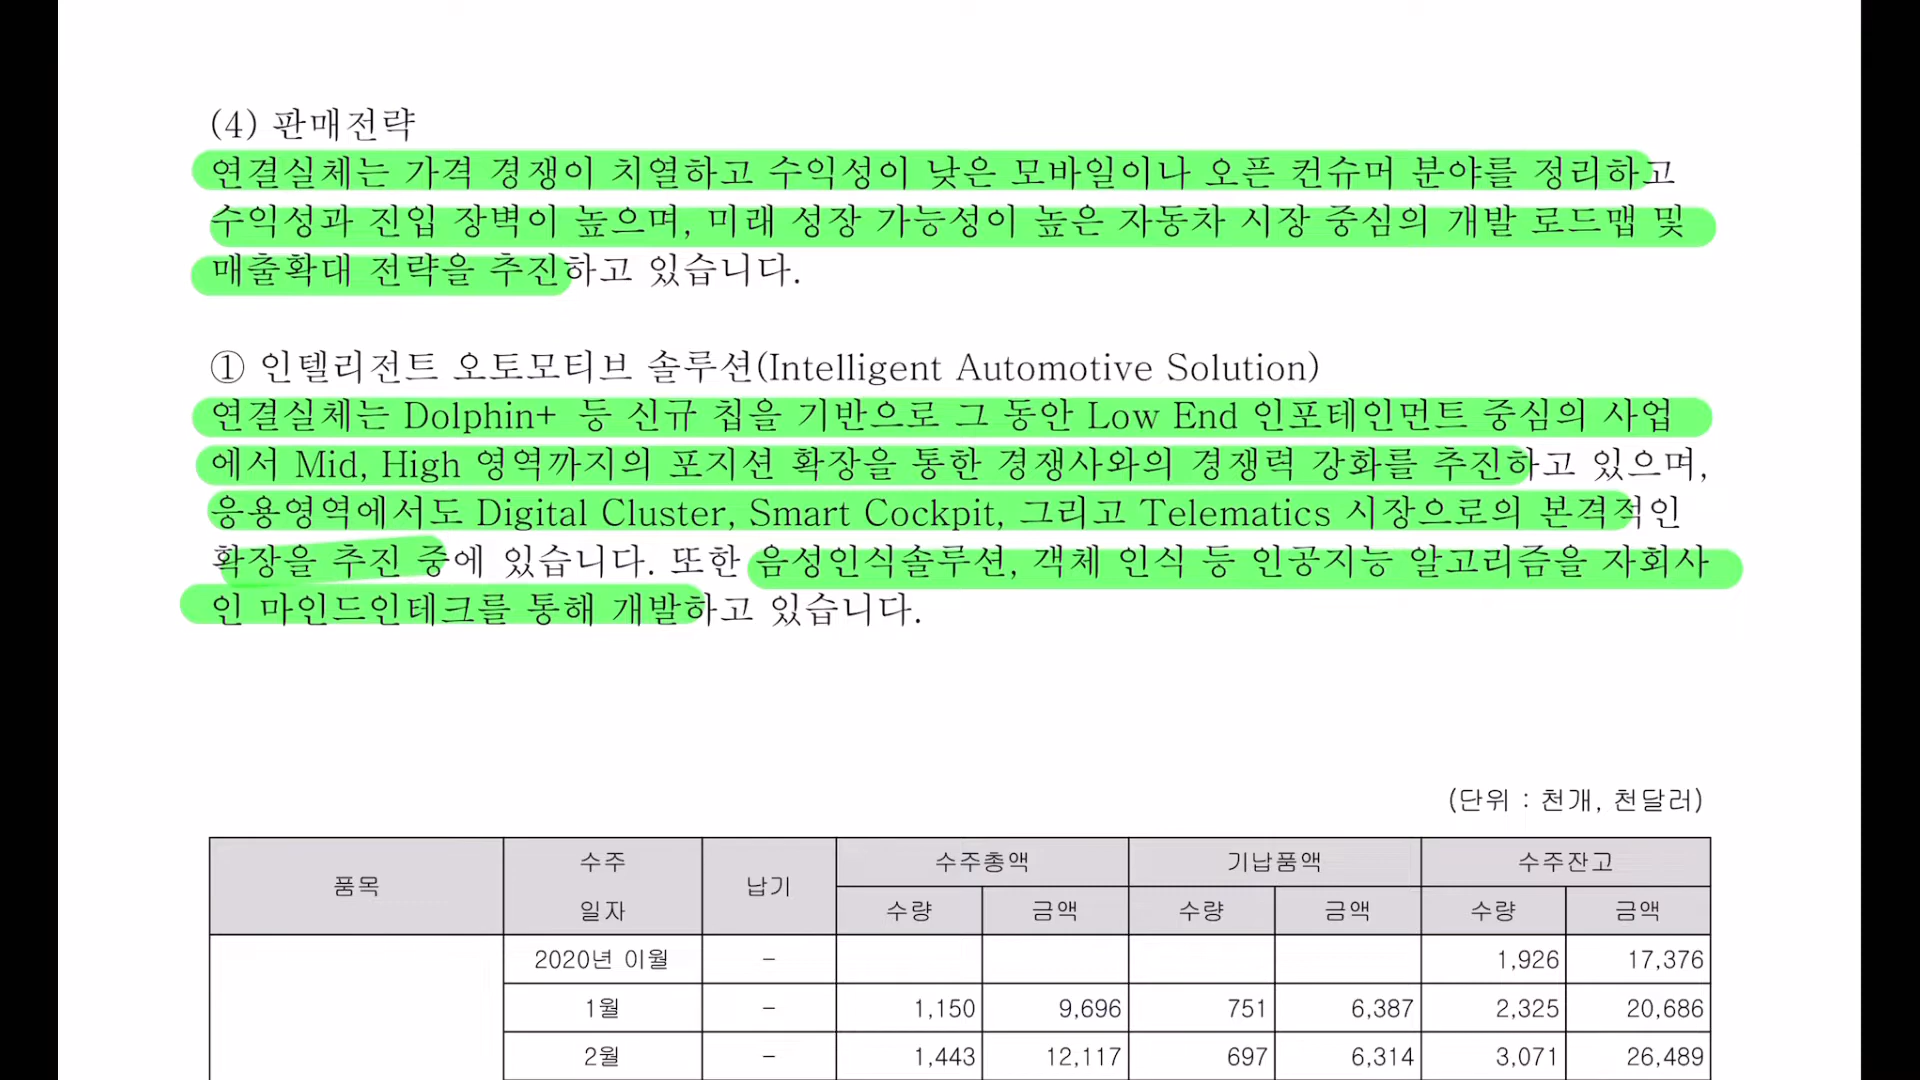 (4) 판매전략
연결실체는 가격 경쟁이 치열하고 수익성이 낮은 모바일이나 오픈 컨슈머 분야를 정리하고
수익성과 진입 장벽이 높으며, 미래 성장 가능성이 높은 자동차 시장 중심의 개발 로드맵 및
매출확대 전략을 추진하고 있습니다.
① 인텔리전트 오토모티브 솔루션(Intelligent Automotive Solution)
연결실체는 Dolphin+ 등 신규 칩을 기반으로 그 동안 Low End 인포테인먼트 중심의 사업
에서 Mid, High 영역까지의 포지션 확장을 통한 경쟁사와의 경쟁력 강화를 추진하고 있으며,
응용영역에서도 Digital Cluster, Smart Cockpit, 그리고 Telematics 시장으로의 본격적인
확장을 추진 중에 있습니다. 또한 음성인식솔루션, 객체 인식 등 인공지능 알고리즘을 자회사
인 마인드인테크를 통해 개발하고 있습니다.
(단위 : 천개, 천달러)
품목 수주 일자 납기 수주총액 기납품액 수주잔고
수량 금액 수량 금액 수량 금액
2020년 이월 - 1,926 17,376
1월 - 1,150 9,696 751 6,387 2,325 20,686
2월 - 1,443 12,117 697 6,314 3,071 26,489